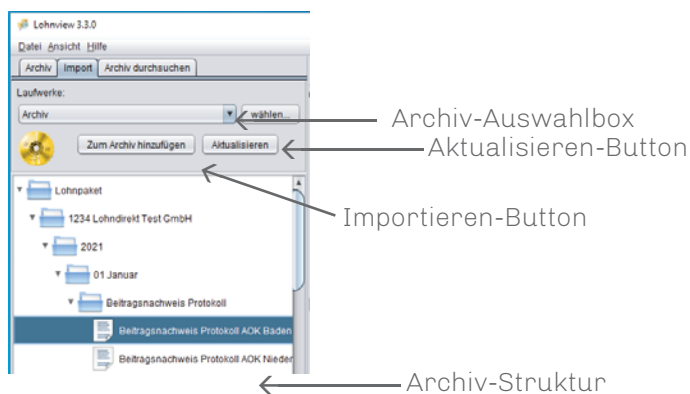 Lohnview 3.3.0
Datei Ansicht Hilfe
Archiv Import Archiv durchsuchen
Laufwerke:
Archiv wählen...
Archiv-Auswahlbox
Zum Archiv hinzufügen Aktualisieren
Aktualisieren-Button
Lohnpaket
1234 Lohndirekt Test GmbH
Importieren-Button
2021
01 Januar
Beitragsnachweis Protokoll
Beitragsnachweis Protokoll AOK Baden
Beitragsnachweis Protokoll AOK Nieder
Archiv-Struktur